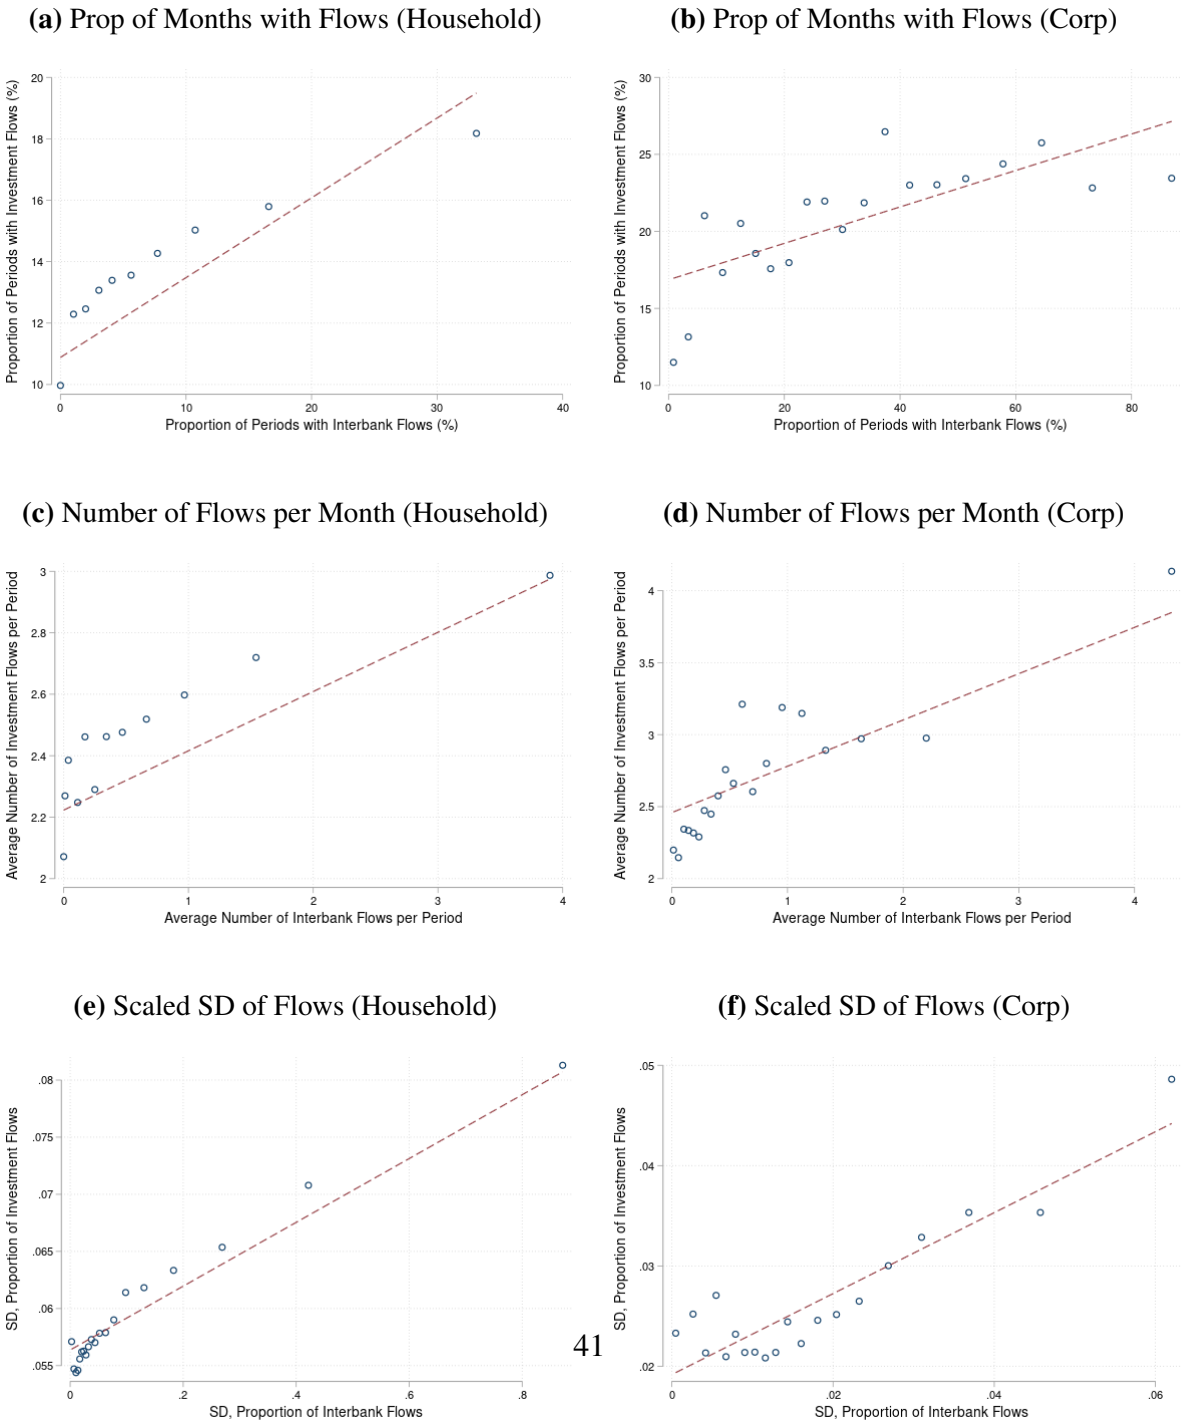 (a) Prop of Months with Flows (Household)
Proportion of Periods with Investment Flows (%)
20
18
16
14
12
10
0 10 20 30 40
Proportion of Periods with Interbank Flows (%)
(b) Prop of Months with Flows (Corp)
Proportion of Periods with Investment Flows (%)
30
25
20
15
10
0 20 40 60 80
Proportion of Periods with Interbank Flows (%)
(c) Number of Flows per Month (Household)
Average Number of Investment Flows per Period
3
2.8
2.6
2.4
2.2
2
0 1 2 3 4
Average Number of Interbank Flows per Period
(d) Number of Flows per Month (Corp)
Average Number of Investment Flows per Period
4
3.5
3
2.5
2
0 1 2 3 4
Average Number of Interbank Flows per Period
(e) Scaled SD of Flows (Household)
SD, Proportion of Investment Flows
.08
.075
.07
.065
.06
.055
0 .2 .4 .6 .8
SD, Proportion of Interbank Flows
(f) Scaled SD of Flows (Corp)
SD, Proportion of Investment Flows
.05
.04
.03
.02
0 .02 .04 .06
SD, Proportion of Interbank Flows
41